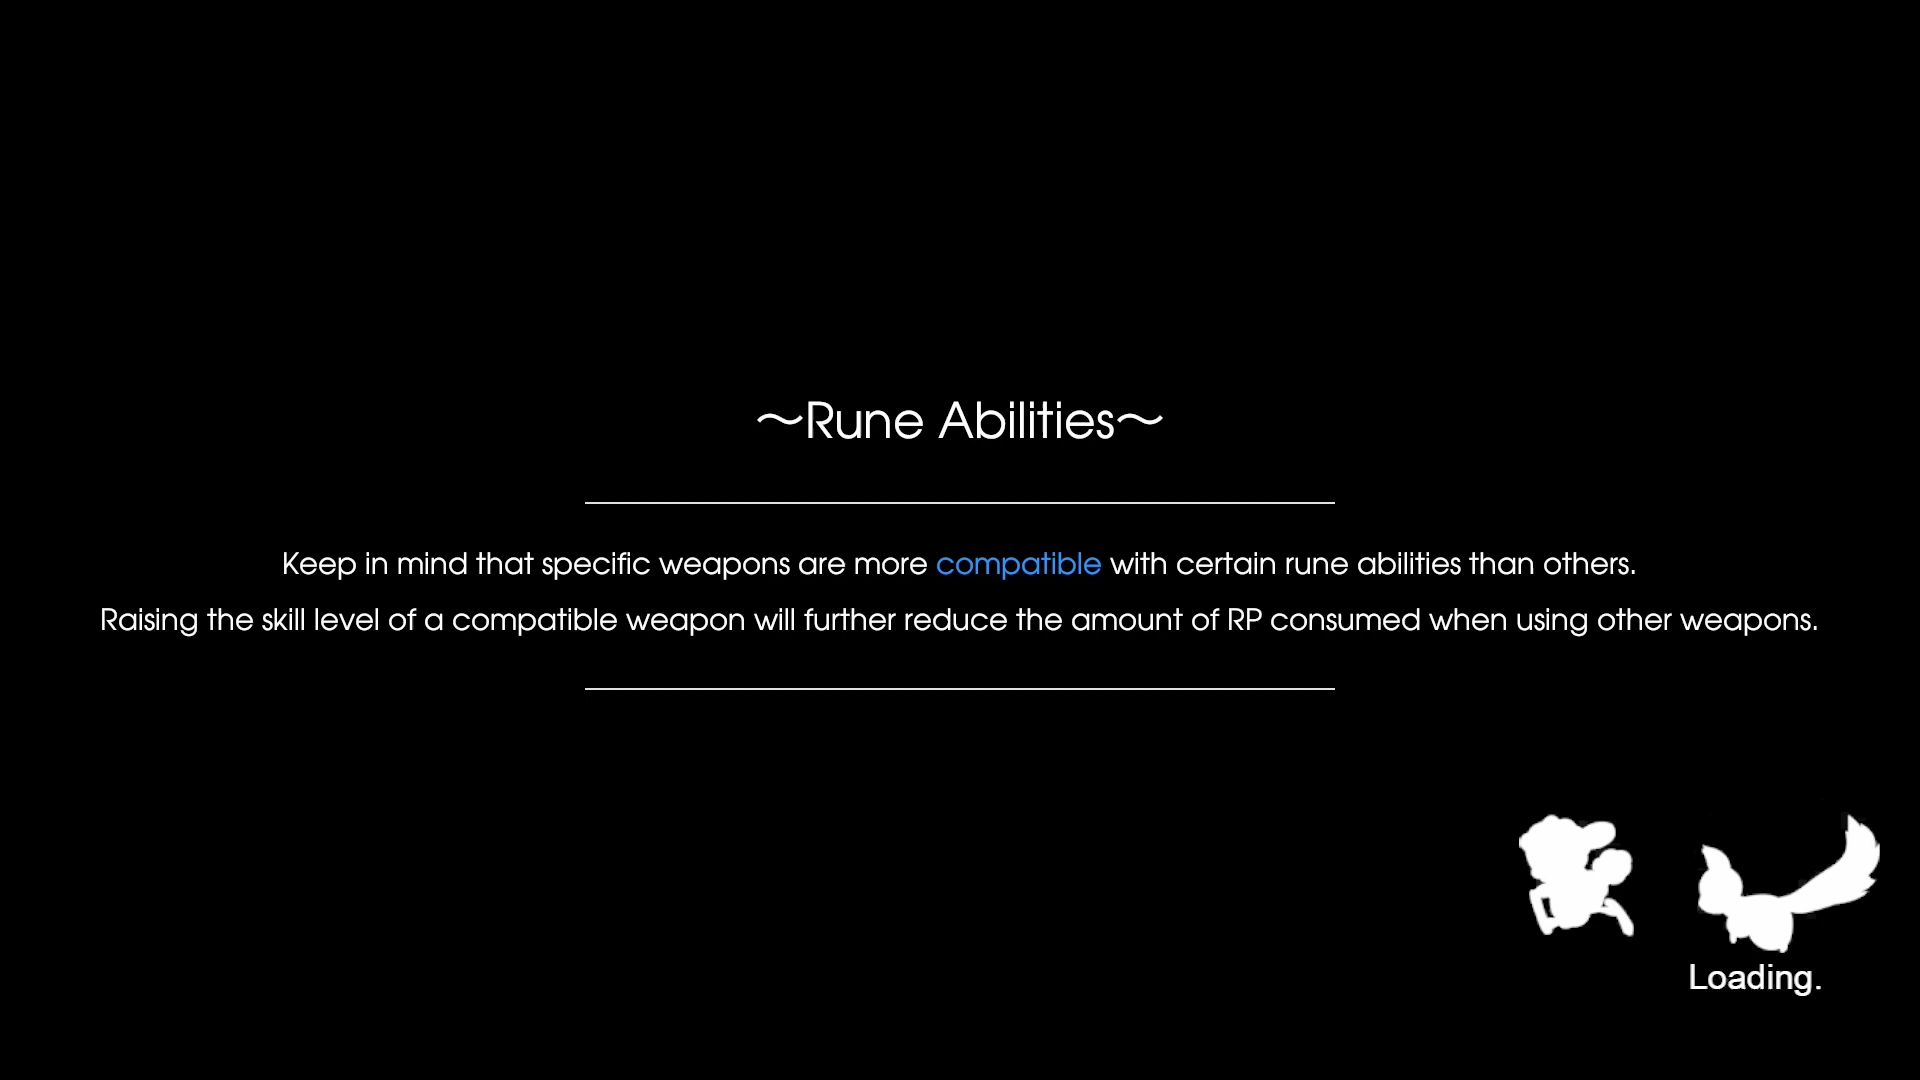 ～Rune Abilities～
Keep in mind that specific weapons are more compatible with certain rune abilities than others.
Raising the skill level of a compatible weapon will further reduce the amount of RP consumed when using other weapons.
Loading.